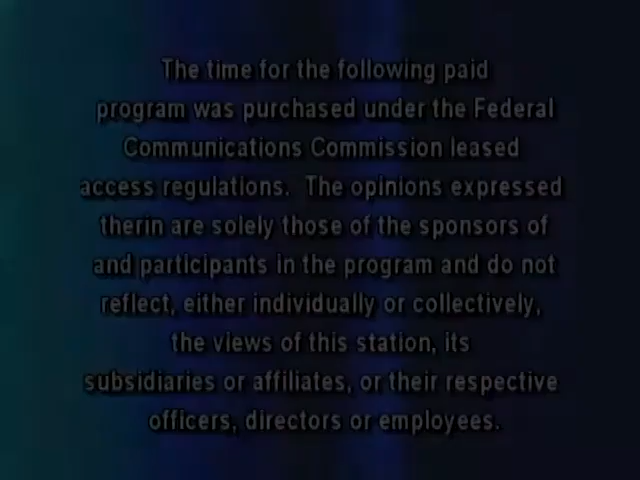 The time for the following paid
program was purchased under the Federal
Communications Commission leased
access regulations. The opinions expressed
therin are solely those of the sponsors of
and participants in the program and do not
reflect, either individually or collectively,
the views of this station, its
subsidiaries or affiliates, or their respective
officers, directors or employees.